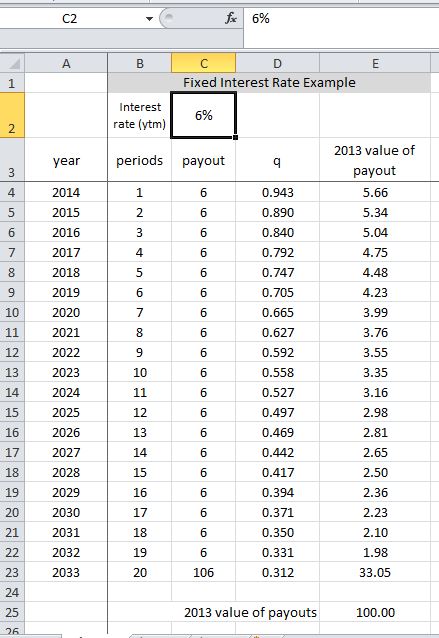 C2 fx 6%
A B C D E
1 Fixed Interest Rate Example
Interest
2 rate (ytm) 6%
2013 value of
3 year periods payout q payout
4 2014 1 6 0.943 5.66
5 2015 2 6 0.890 5.34
6 2016 3 6 0.840 5.04
7 2017 4 6 0.792 4.75
8 2018 5 6 0.747 4.48
9 2019 6 6 0.705 4.23
10 2020 7 6 0.665 3.99
11 2021 8 6 0.627 3.76
12 2022 9 6 0.592 3.55
13 2023 10 6 0.558 3.35
14 2024 11 6 0.527 3.16
15 2025 12 6 0.497 2.98
16 2026 13 6 0.469 2.81
17 2027 14 6 0.442 2.65
18 2028 15 6 0.417 2.50
19 2029 16 6 0.394 2.36
20 2030 17 6 0.371 2.23
21 2031 18 6 0.350 2.10
22 2032 19 6 0.331 1.98
23 2033 20 106 0.312 33.05
24
25 2013 value of payouts 100.00
26